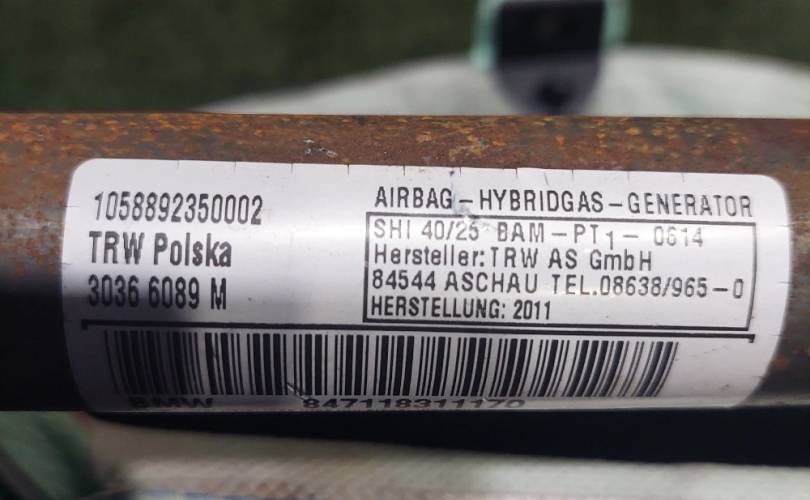 1058892350002
TRW Polska
3036 6089 M
AIRBAG-HYBRIDGAS-GENERATOR
SHI 40/25 BAM-PT1- 0614
Hersteller: TRW AS GmbH
84544 ASCHAU TEL.08638/965-0
HERSTELLUNG: 2011
BMW 847118311170